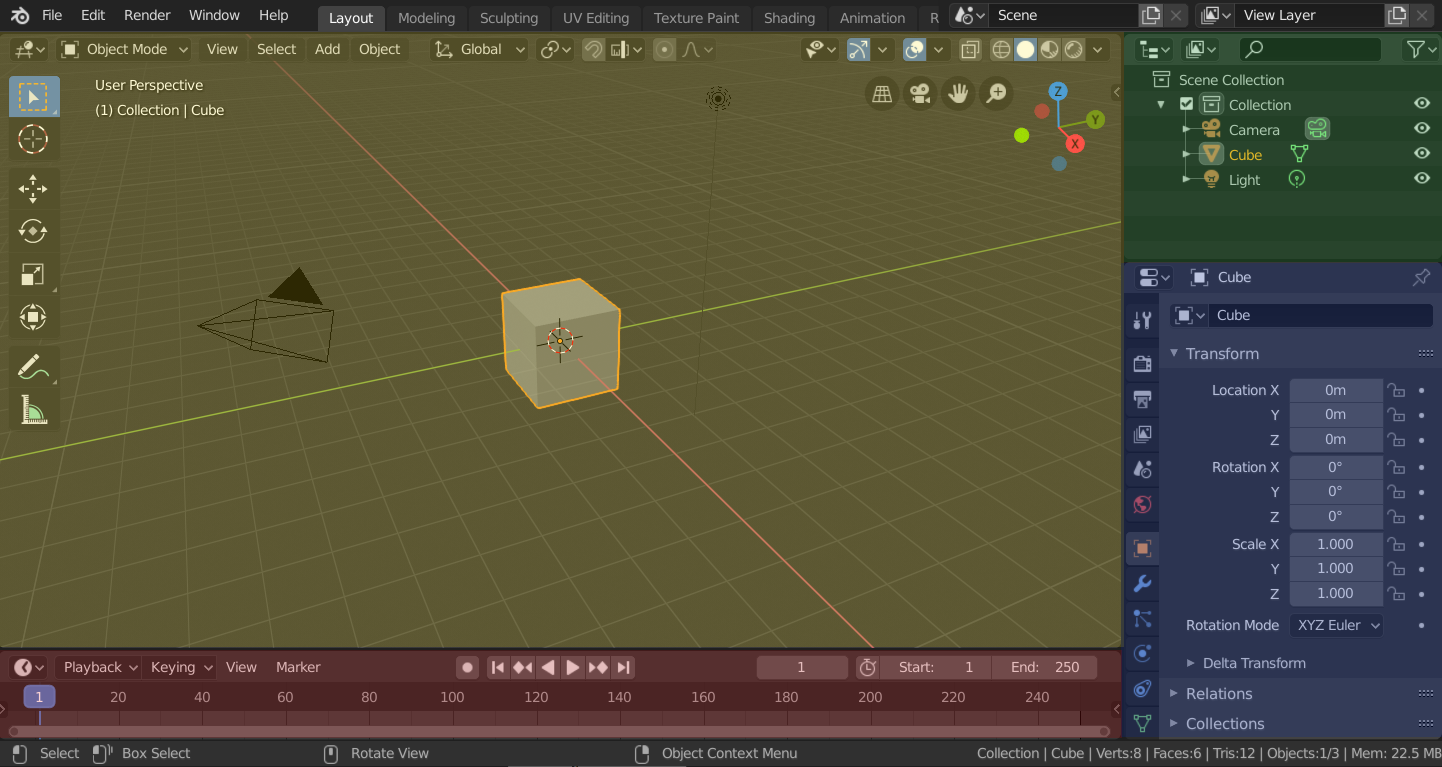 File Edit Render Window Help Layout Modeling Sculpting UV Editing Texture Paint Shading Animation R Scene View Layer
Object Mode View Select Add Object Global
User Perspective
(1) Collection | Cube
Z
Y
X
Scene Collection
Collection
Camera
Cube
Light
Cube
Cube
Transform
Location X 0m
Y 0m
Z 0m
Rotation X 0°
Y 0°
Z 0°
Scale X 1.000
Y 1.000
Z 1.000
Rotation Mode XYZ Euler
Delta Transform
Relations
Collections
Playback Keying View Marker 1 Start: 1 End: 250
1 20 40 60 80 100 120 140 160 180 200 220 240
Select Box Select Rotate View Object Context Menu Collection | Cube | Verts:8 | Faces:6 | Tris:12 | Objects:1/3 | Mem: 22.5 MB